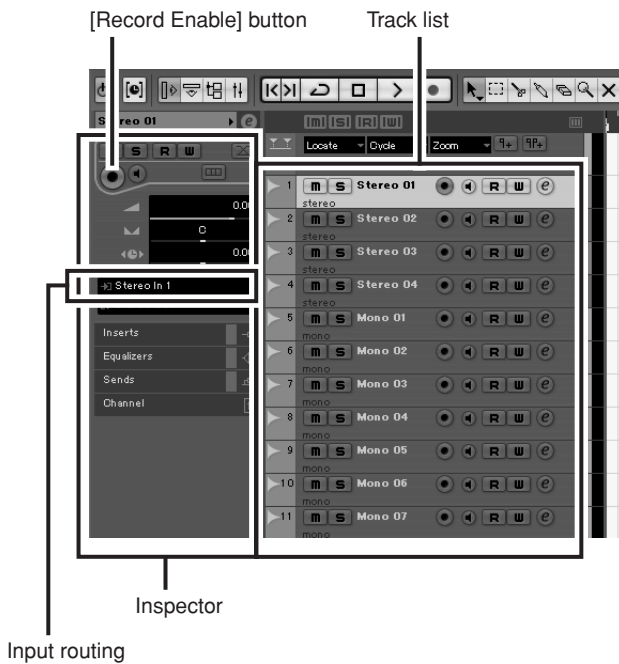 [Record Enable] button
Track list
Stereo 01 e
m S R W
Locate Cycle Zoom
0.00
C
0.00
Stereo In 1
Inserts
Equalizers
Sends
Channel
1 m S Stereo 01 R W e
stereo
2 m S Stereo 02 R W e
stereo
3 m S Stereo 03 R W e
stereo
4 m S Stereo 04 R W e
stereo
5 m S Mono 01 R W e
mono
6 m S Mono 02 R W e
mono
7 m S Mono 03 R W e
mono
8 m S Mono 04 R W e
mono
9 m S Mono 05 R W e
mono
10 m S Mono 06 R W e
mono
11 m S Mono 07 R W e
mono
Inspector
Input routing